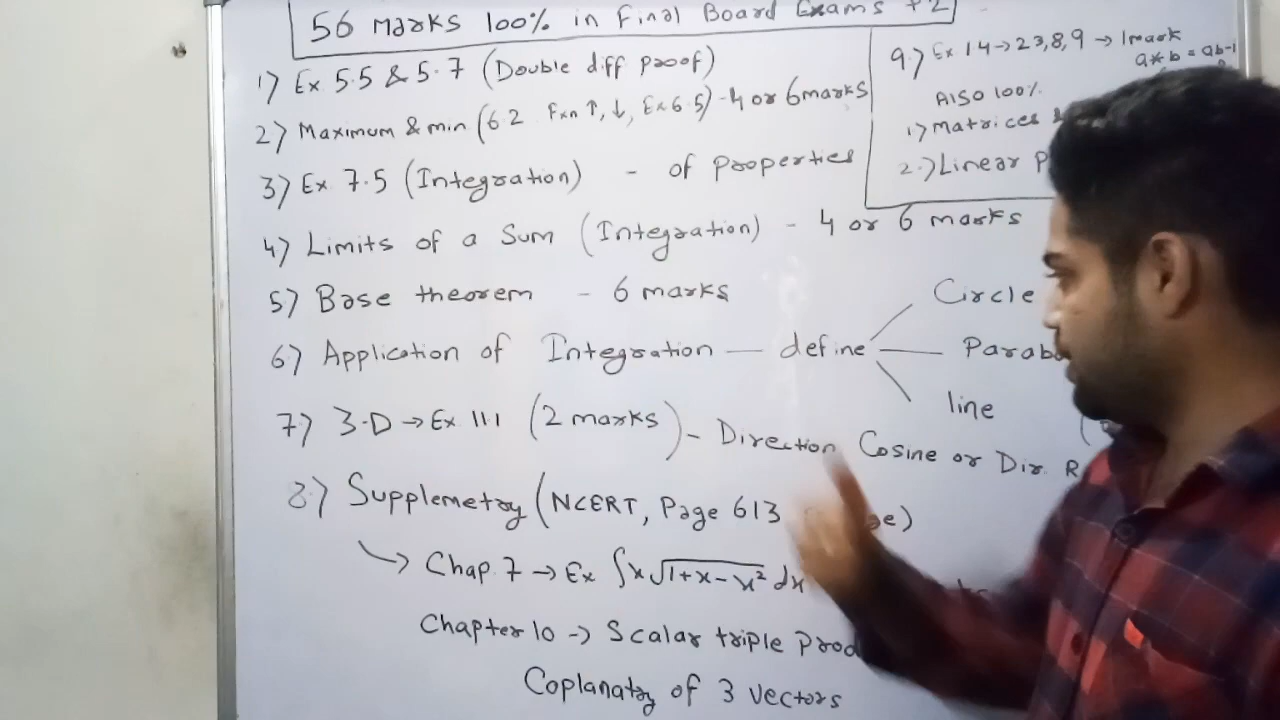 56 marks 100% in Final Board Exams +2
1) Ex 5.5 & 5.7 (Double diff proof)
2) Maximum & min (6.2 Fxn ↑, ↓, Ex 6.5) - 4 or 6 marks
3) Ex. 7.5 (Integration) - of properties
4) Limits of a Sum (Integration) - 4 or 6 marks
5) Base theorem - 6 marks
6) Application of Integration — define
Circle
line
7) 3-D → Ex 11.1 (2 marks) - Direction Cosine or Dir.
8) Supplemetry (NCERT, Page 613
Chap. 7 → Ex ∫x√1+x-x² dx
Chapter 10 → Scalar triple
Coplanaty of 3 vectors
9.) Ex 1.4 → 2,3,8,9 → 1 mark
a*b = ab-1
Also 100%
1) Matrices
2.) Linear